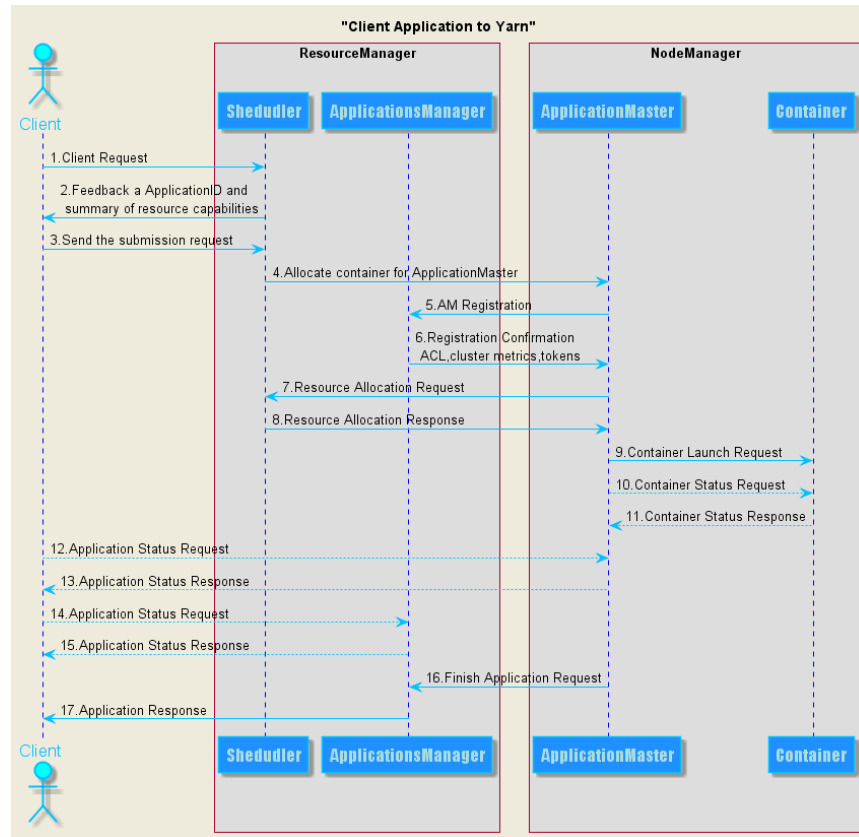 "Client Application to Yarn"
ResourceManager
NodeManager
Client
Shedudler
ApplicationsManager
ApplicationMaster
Container
1.Client Request
2.Feedback a ApplicationID and
summary of resource capabilities
3.Send the submission request
4.Allocate container for ApplicationMaster
5.AM Registration
6.Registration Confirmation
ACL,cluster metrics,tokens
7.Resource Allocation Request
8.Resource Allocation Response
9.Container Launch Request
10.Container Status Request
11.Container Status Response
12.Application Status Request
13.Application Status Response
14.Application Status Request
15.Application Status Response
16.Finish Application Request
17.Application Response
Client
Shedudler
ApplicationsManager
ApplicationMaster
Container